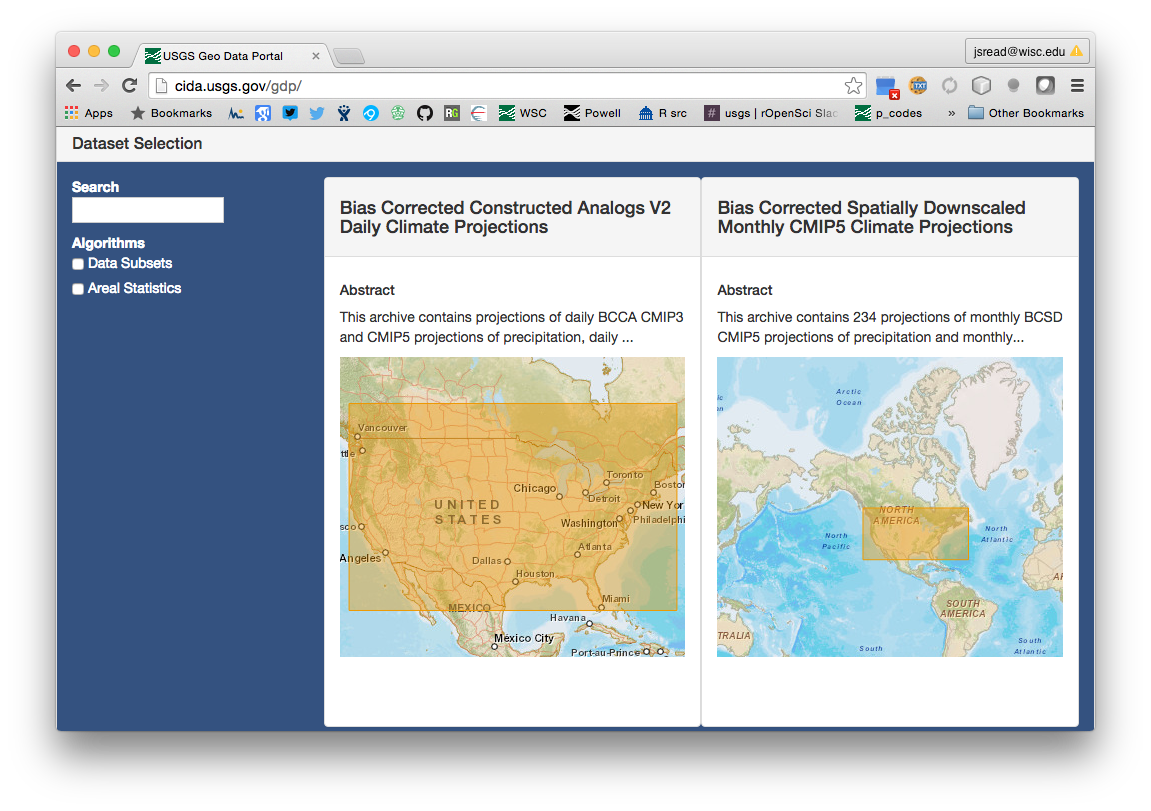 USGS Geo Data Portal
jsread@wisc.edu
cida.usgs.gov/gdp/
TXT
Apps
Bookmarks
RG
WSC
Powell
R src
# usgs | rOpenSci Slac
p_codes
»
Other Bookmarks
Dataset Selection
Search
Algorithms
Data Subsets
Areal Statistics
Bias Corrected Constructed Analogs V2
Daily Climate Projections
Abstract
This archive contains projections of daily BCCA CMIP3
and CMIP5 projections of precipitation, daily ...
Vancouver
ttle
Toronto
Chicago
Boston
Detroit
UNITED
STATES
New Yor
Washington
Philadelphi
sco
Atlanta
Angeles
Dallas
Houston
Miami
MEXICO
Havana
Mexico City
Port-au-Prince
Bias Corrected Spatially Downscaled
Monthly CMIP5 Climate Projections
Abstract
This archive contains 234 projections of monthly BCSD
CMIP5 projections of precipitation and monthly...
Arctic
Ocean
ic
an
NORTH
AMERICA
North
Pacific
North
Atlantic
AF
SOUTH
AMERICA
TRALIA
South
South
Atlantic